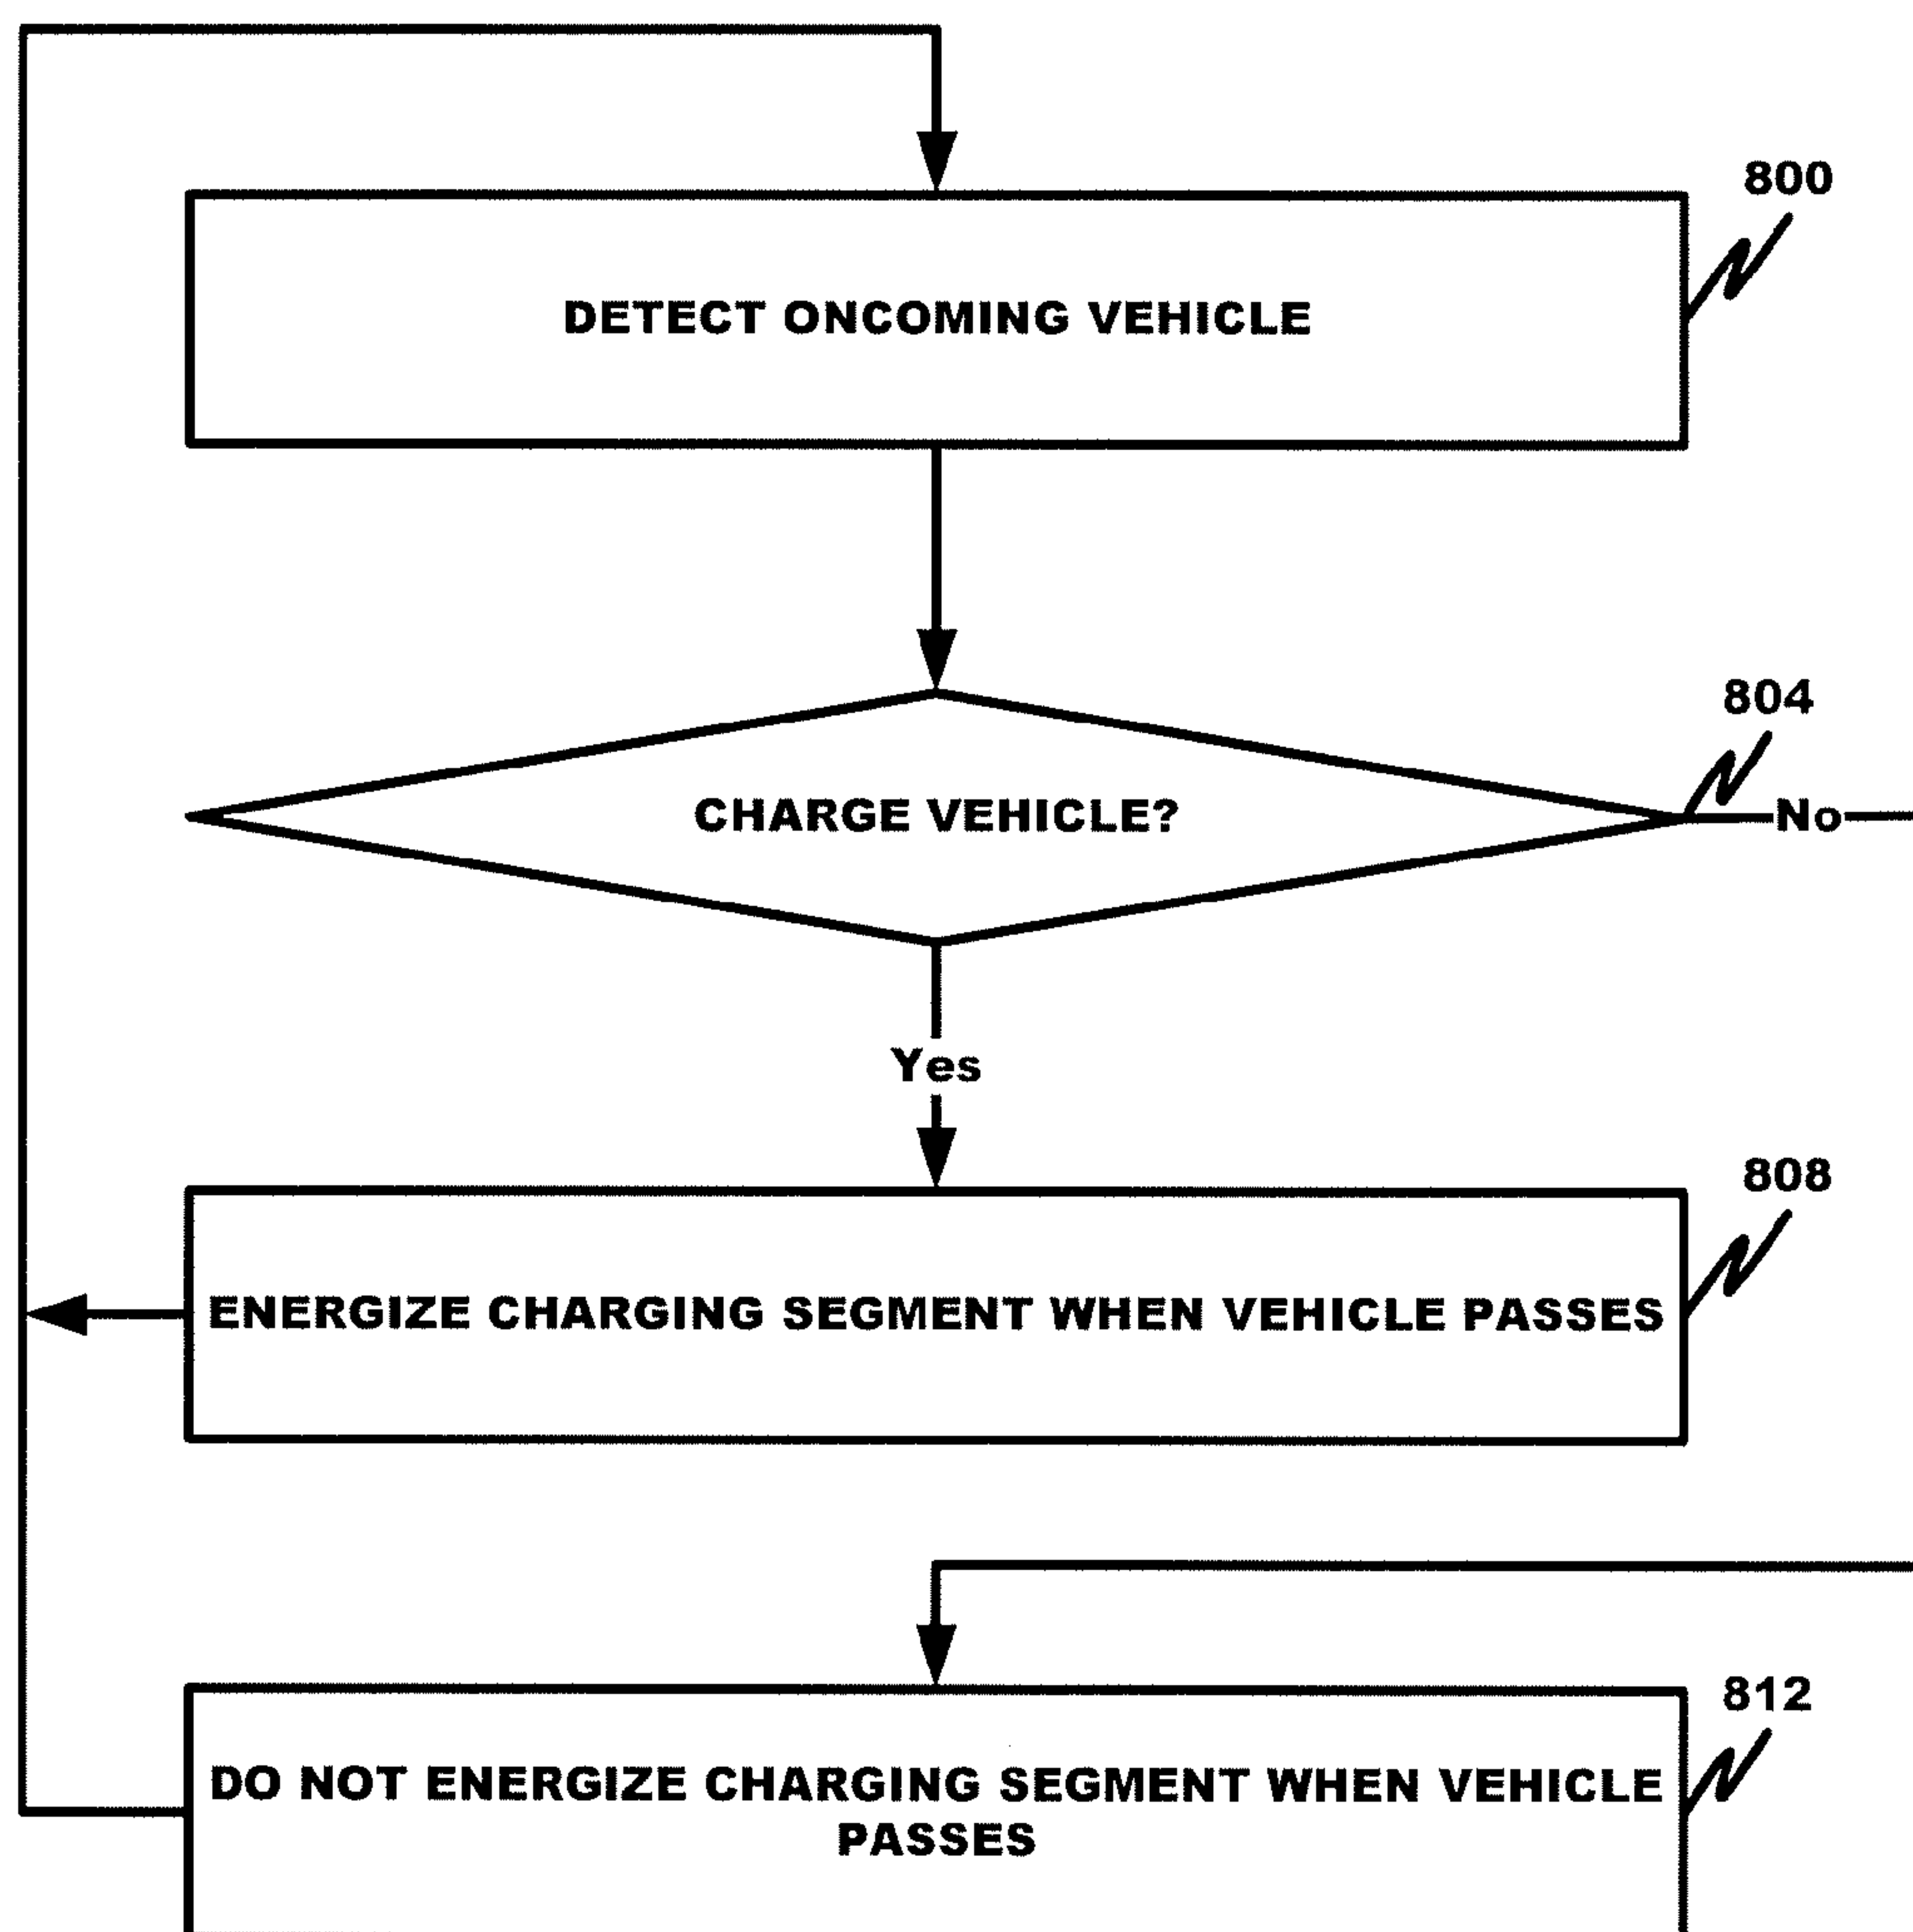 800
DETECT ONCOMING VEHICLE
804
CHARGE VEHICLE?
No
Yes
808
ENERGIZE CHARGING SEGMENT WHEN VEHICLE PASSES
812
DO NOT ENERGIZE CHARGING SEGMENT WHEN VEHICLE
PASSES